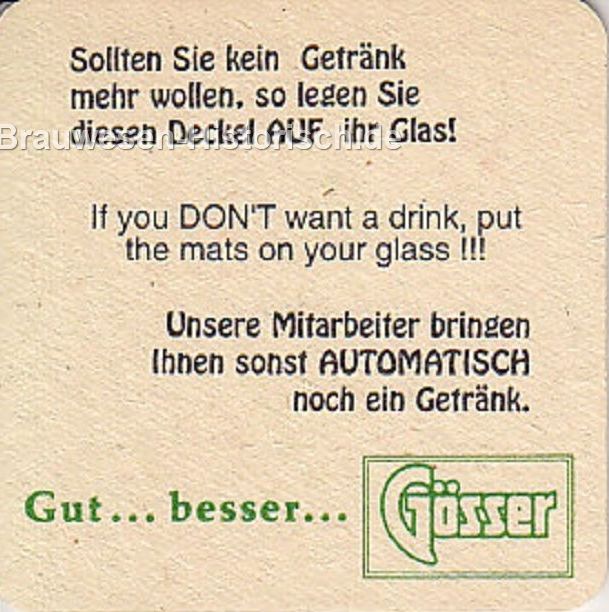 Sollten Sie kein Getränk
mehr wollen, so legen Sie
diesen Deckel AUF ihr Glas!
Brauwesen-Historisch.de
If you DON'T want a drink, put
the mats on your glass !!!
Unsere Mitarbeiter bringen
Ihnen sonst AUTOMATISCH
noch ein Getränk.
Gut... besser...
Gösser